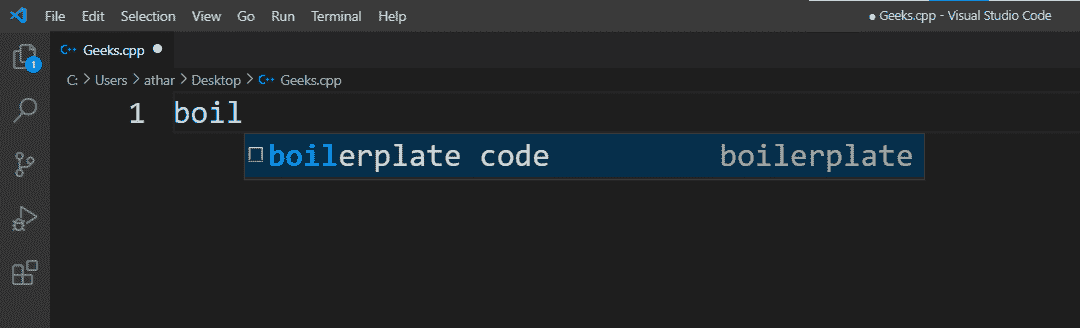 File Edit Selection View Go Run Terminal Help ● Geeks.cpp - Visual Studio Code
C++ Geeks.cpp ●
C: > Users > athar > Desktop > C++ Geeks.cpp
1
1 boil
boilerplate code boilerplate